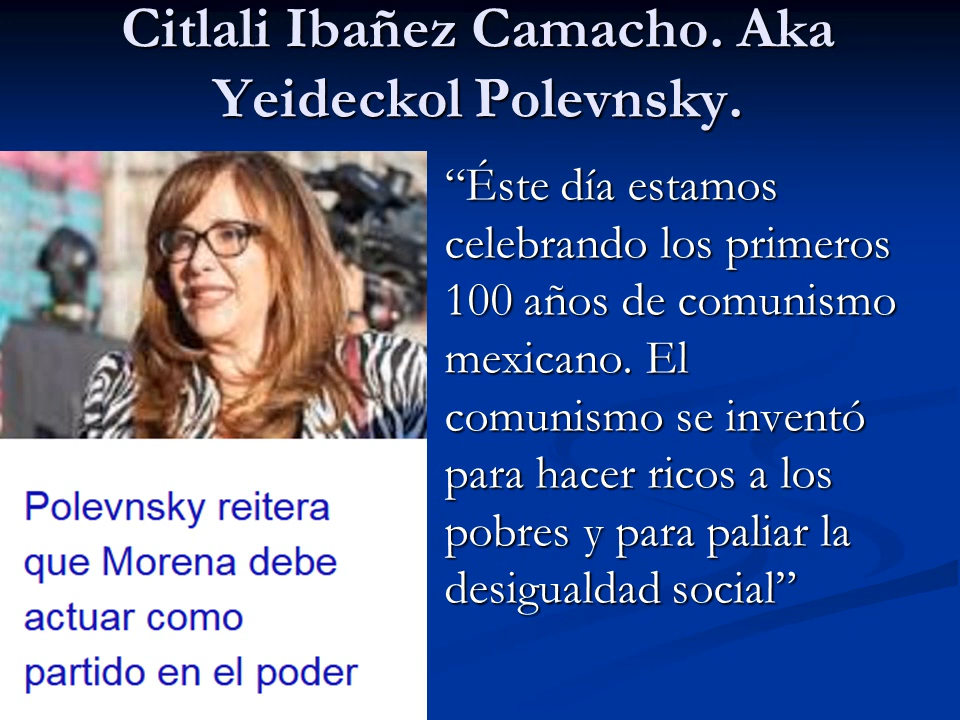 Citlali Ibañez Camacho. Aka
Yeideckol Polevnsky.
“Éste día estamos
celebrando los primeros
100 años de comunismo
mexicano. El
comunismo se inventó
para hacer ricos a los
pobres y para paliar la
desigualdad social”
Polevnsky reitera
que Morena debe
actuar como
partido en el poder